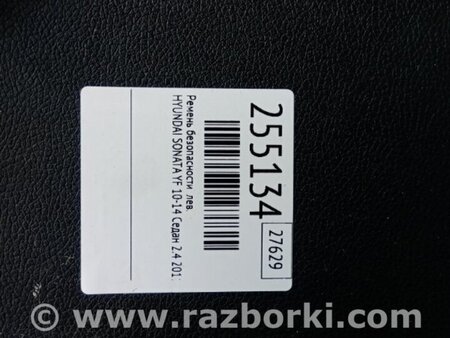 255134
27629
Ремень безопасности лев.
HYUNDAI SONATA YF 10-14 Седан 2.4 201
© www.razborki.com